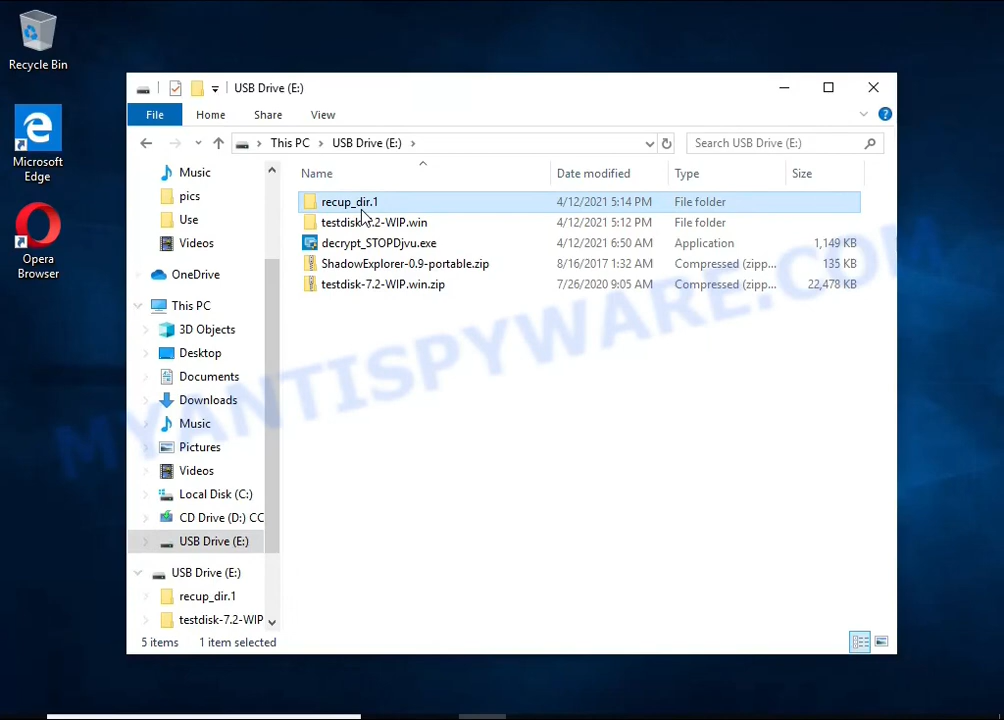 Recycle Bin
Microsoft
Edge
Opera
Browser
USB Drive (E:)
File Home Share View
This PC USB Drive (E:)
Search USB Drive (E:)
Music
pics
Use
Videos
OneDrive
This PC
3D Objects
Desktop
Documents
Downloads
Music
Pictures
Videos
Local Disk (C:)
CD Drive (D:) CC
USB Drive (E:)
USB Drive (E:)
recup_dir.1
testdisk-7.2-WIP
Name Date modified Type Size
recup_dir.1 4/12/2021 5:14 PM File folder
testdisk-7.2-WIP.win 4/12/2021 5:12 PM File folder
decrypt_STOPDjvu.exe 4/12/2021 6:50 AM Application 1,149 KB
ShadowExplorer-0.9-portable.zip 8/16/2017 1:32 AM Compressed (zipp... 135 KB
testdisk-7.2-WIP.win.zip 7/26/2020 9:05 AM Compressed (zipp... 22,478 KB
MYANTISPYWARE.COM
5 items 1 item selected